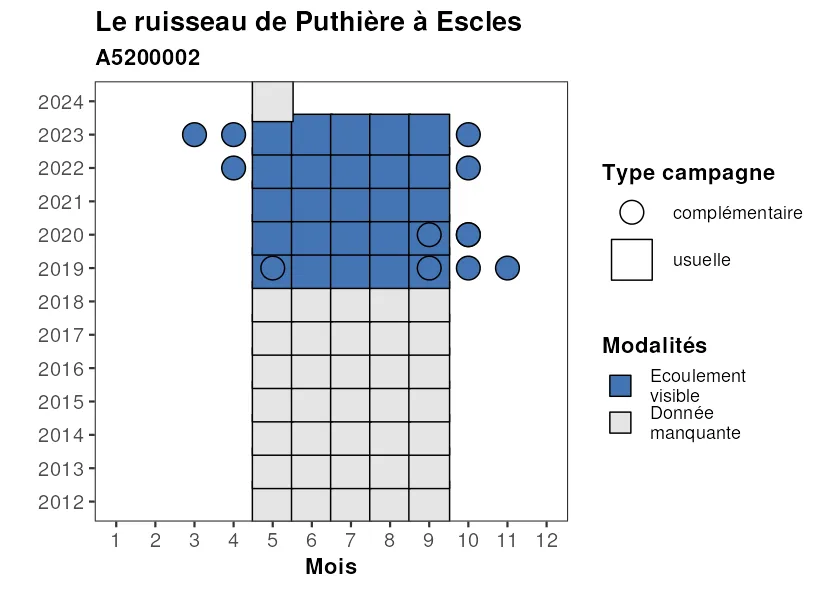 Le ruisseau de Puthière à Escles
A5200002
2024
2023
2022
2021
2020
2019
2018
2017
2016
2015
2014
2013
2012
1 2 3 4 5 6 7 8 9 10 11 12
Mois
Type campagne
complémentaire
usuelle
Modalités
Ecoulement
visible
Donnée
manquante